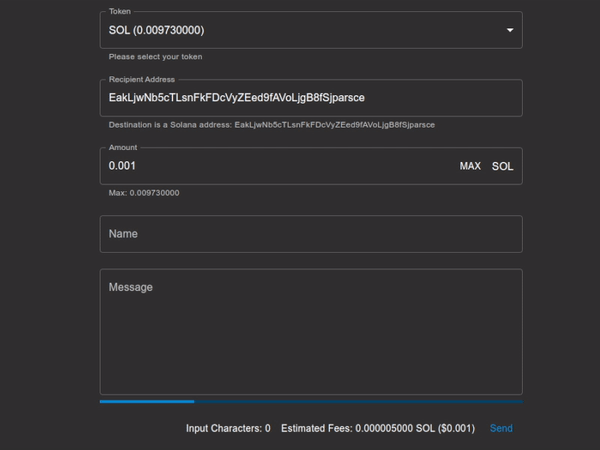 Token
SOL (0.009730000)
Please select your token
Recipient Address
EakLjwNb5cTLsnFkFDcVyZEed9fAVoLjgB8fSjparsce
Destination is a Solana address: EakLjwNb5cTLsnFkFDcVyZEed9fAVoLjgB8fSjparsce
Amount
0.001 MAX SOL
Max: 0.009730000
Name
Message
Input Characters: 0 Estimated Fees: 0.000005000 SOL ($0.001) Send